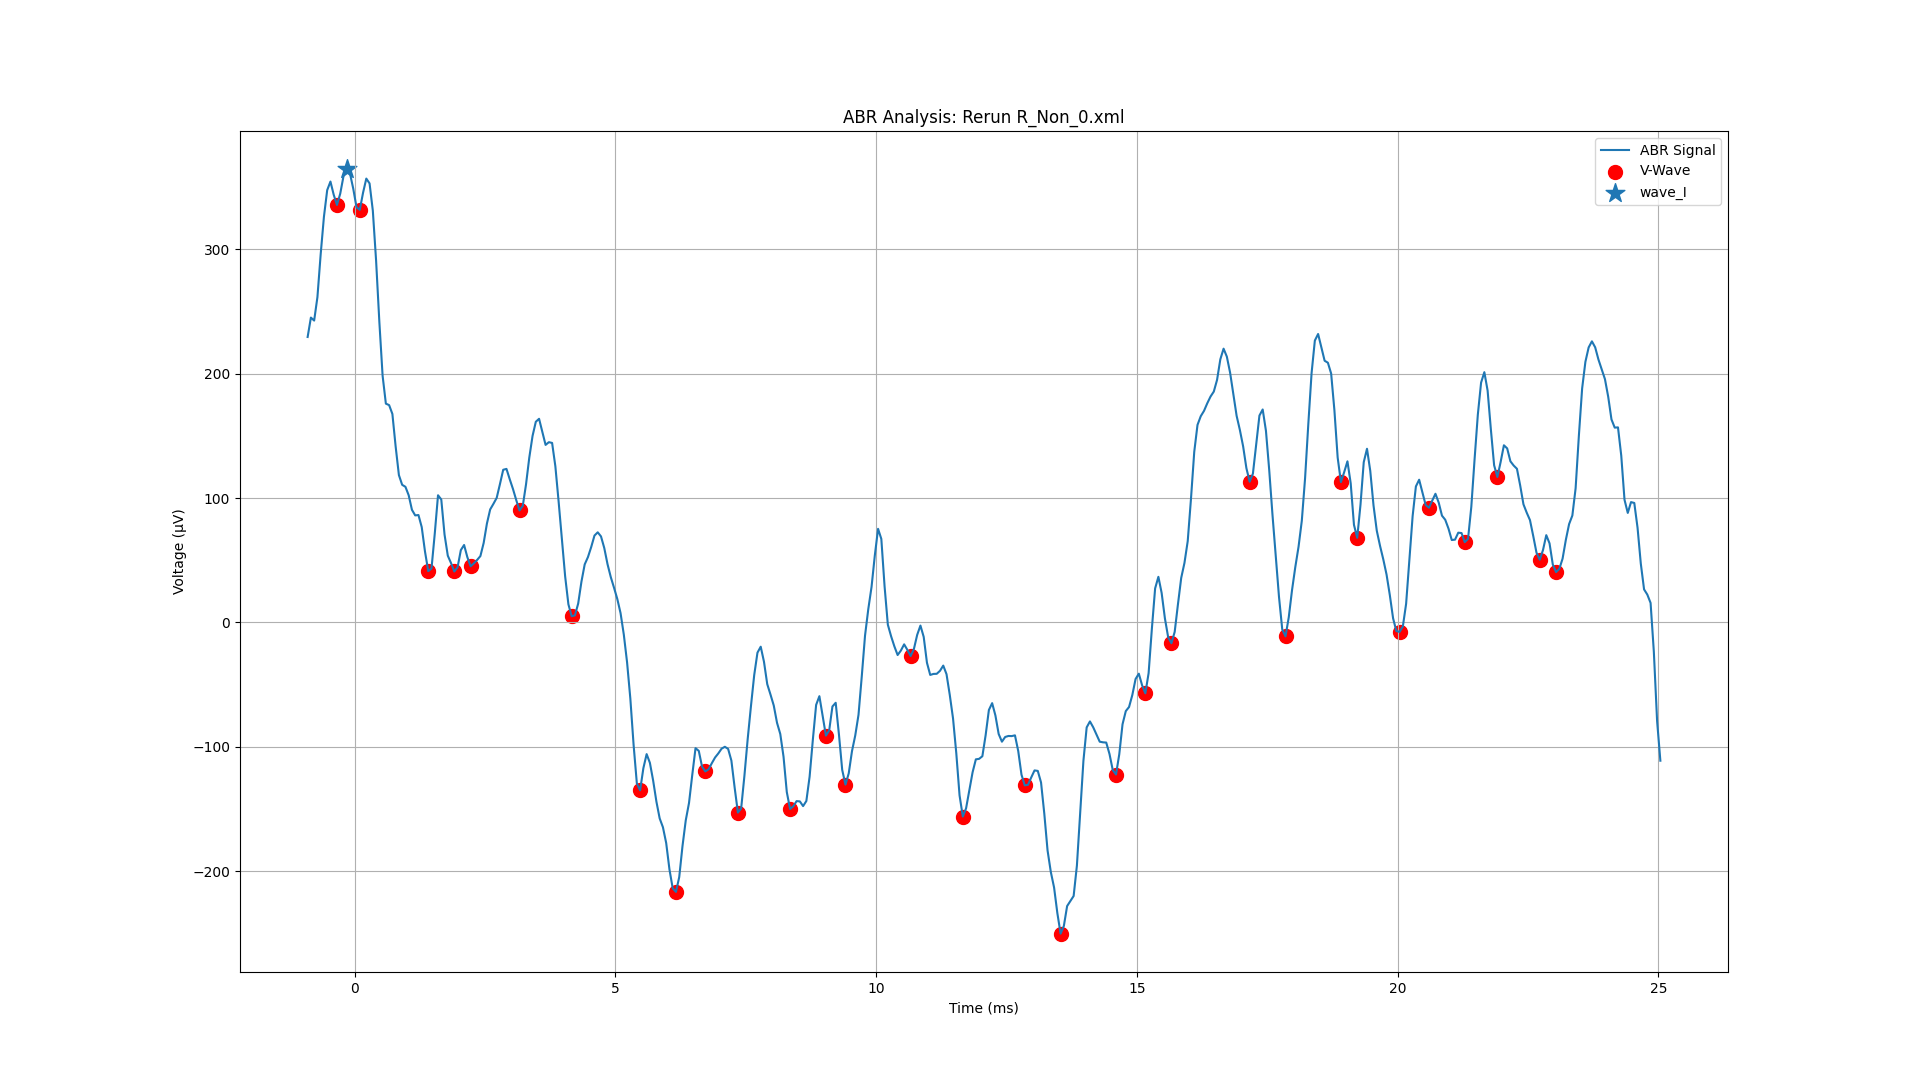 ABR Analysis: Rerun R_Non_0.xml
ABR Signal
V-Wave
wave_I
Voltage (µV)
300
200
100
0
−100
−200
0 5 10 15 20 25
Time (ms)